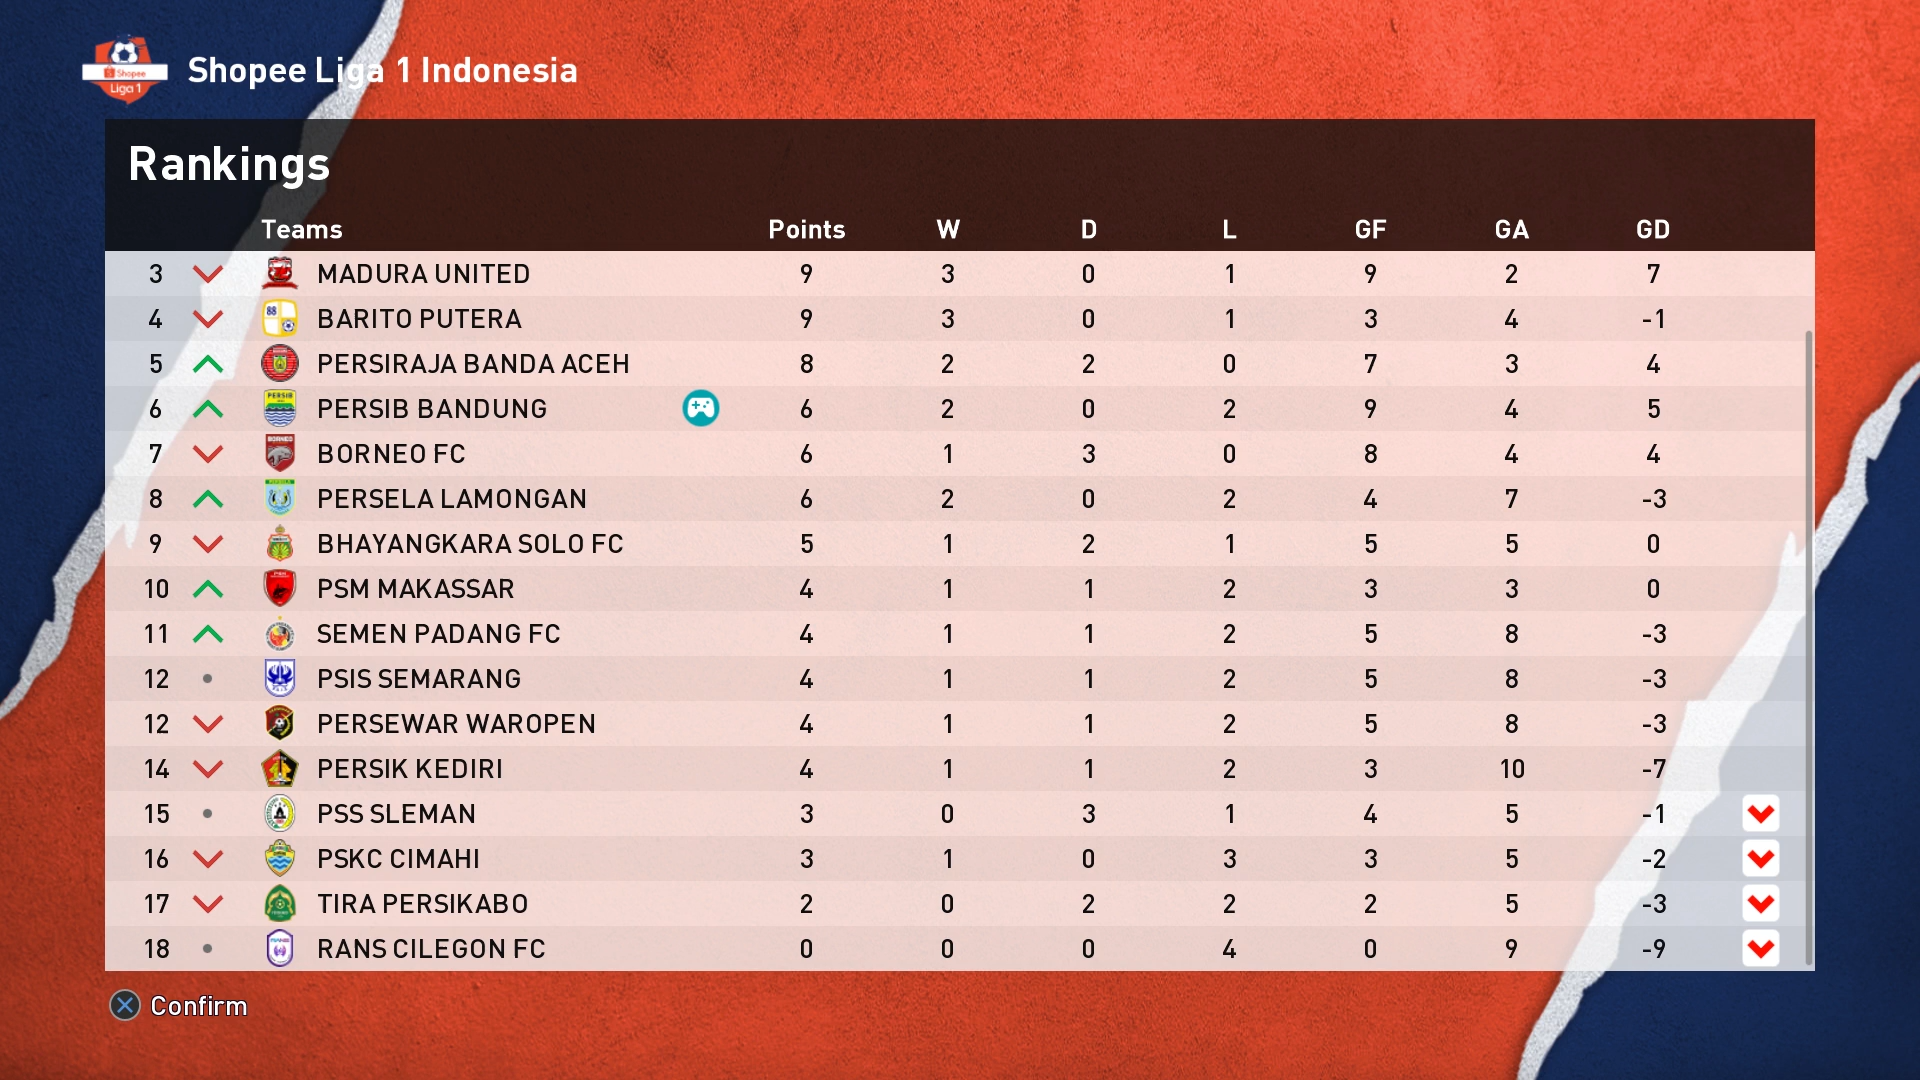 Shopee Liga 1 Indonesia
Shopee
Liga 1
Rankings
Teams Points W D L GF GA GD
3 MADURA UNITED 9 3 0 1 9 2 7
4 BARITO PUTERA 9 3 0 1 3 4 -1
5 PERSIRAJA BANDA ACEH 8 2 2 0 7 3 4
6 PERSIB BANDUNG 6 2 0 2 9 4 5
7 BORNEO FC 6 1 3 0 8 4 4
8 PERSELA LAMONGAN 6 2 0 2 4 7 -3
9 BHAYANGKARA SOLO FC 5 1 2 1 5 5 0
10 PSM MAKASSAR 4 1 1 2 3 3 0
11 SEMEN PADANG FC 4 1 1 2 5 8 -3
12 PSIS SEMARANG 4 1 1 2 5 8 -3
12 PERSEWAR WAROPEN 4 1 1 2 5 8 -3
14 PERSIK KEDIRI 4 1 1 2 3 10 -7
15 PSS SLEMAN 3 0 3 1 4 5 -1
16 PSKC CIMAHI 3 1 0 3 3 5 -2
17 TIRA PERSIKABO 2 0 2 2 2 5 -3
18 RANS CILEGON FC 0 0 0 4 0 9 -9
Confirm